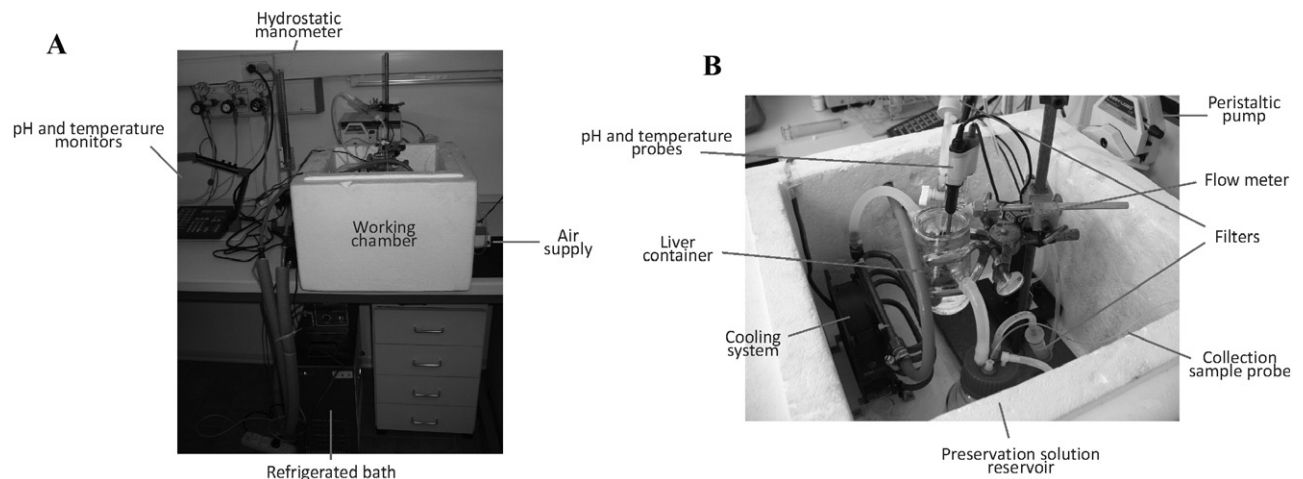 A
Hydrostatic
manometer
pH and temperature
monitors
Working
chamber
Air
supply
Refrigerated bath
B
pH and temperature
probes
Peristaltic
pump
Flow meter
Filters
Liver
container
Cooling
system
Collection
sample probe
Preservation solution
reservoir